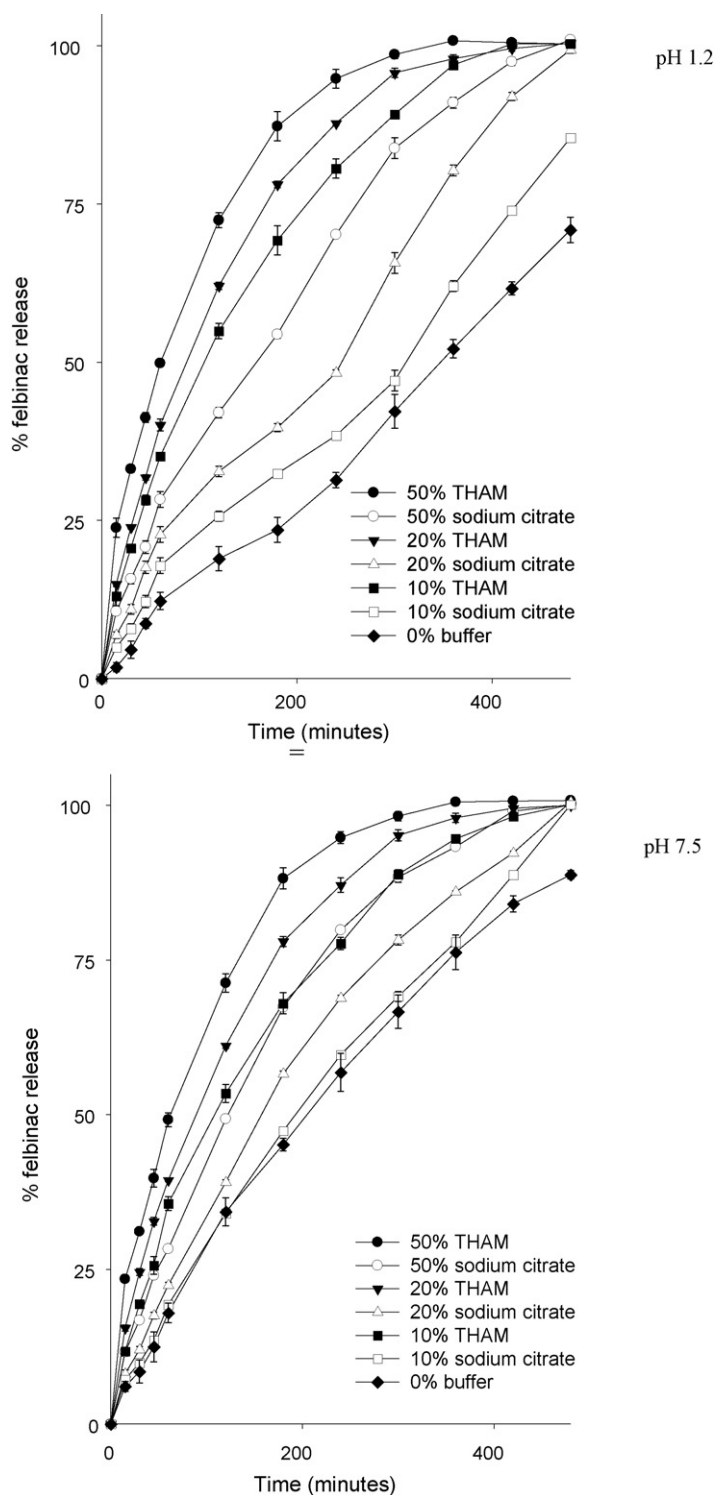 pH 1.2
100
75
50
25
0
% felbinac release
50% THAM
50% sodium citrate
20% THAM
20% sodium citrate
10% THAM
10% sodium citrate
0% buffer
0 200 400
Time (minutes)
=
pH 7.5
100
75
50
25
0
% felbinac release
50% THAM
50% sodium citrate
20% THAM
20% sodium citrate
10% THAM
10% sodium citrate
0% buffer
0 200 400
Time (minutes)